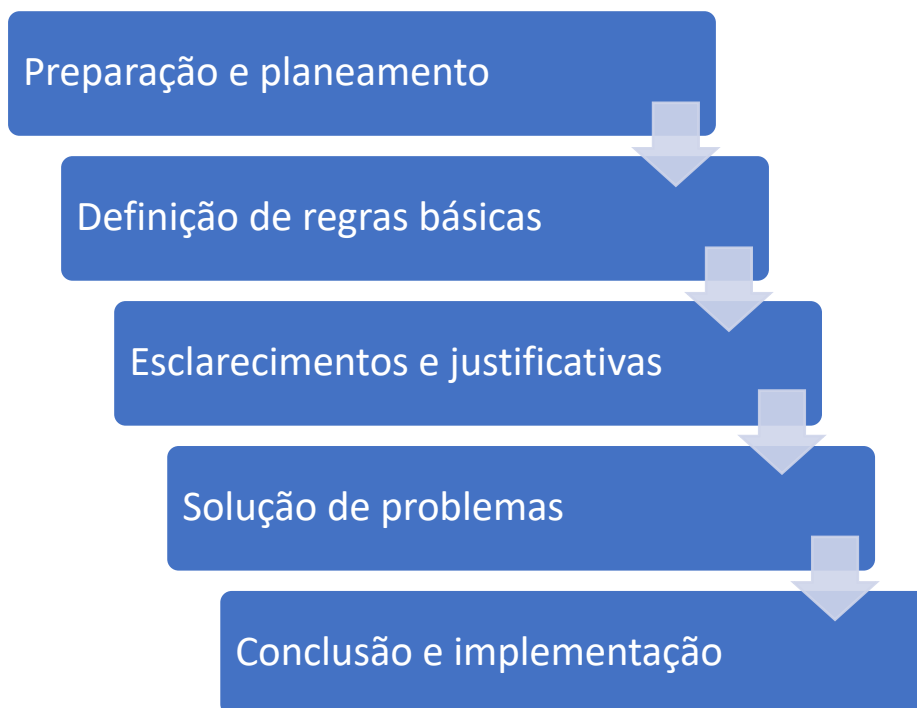 Preparação e planeamento
Definição de regras básicas
Esclarecimentos e justificativas
Solução de problemas
Conclusão e implementação